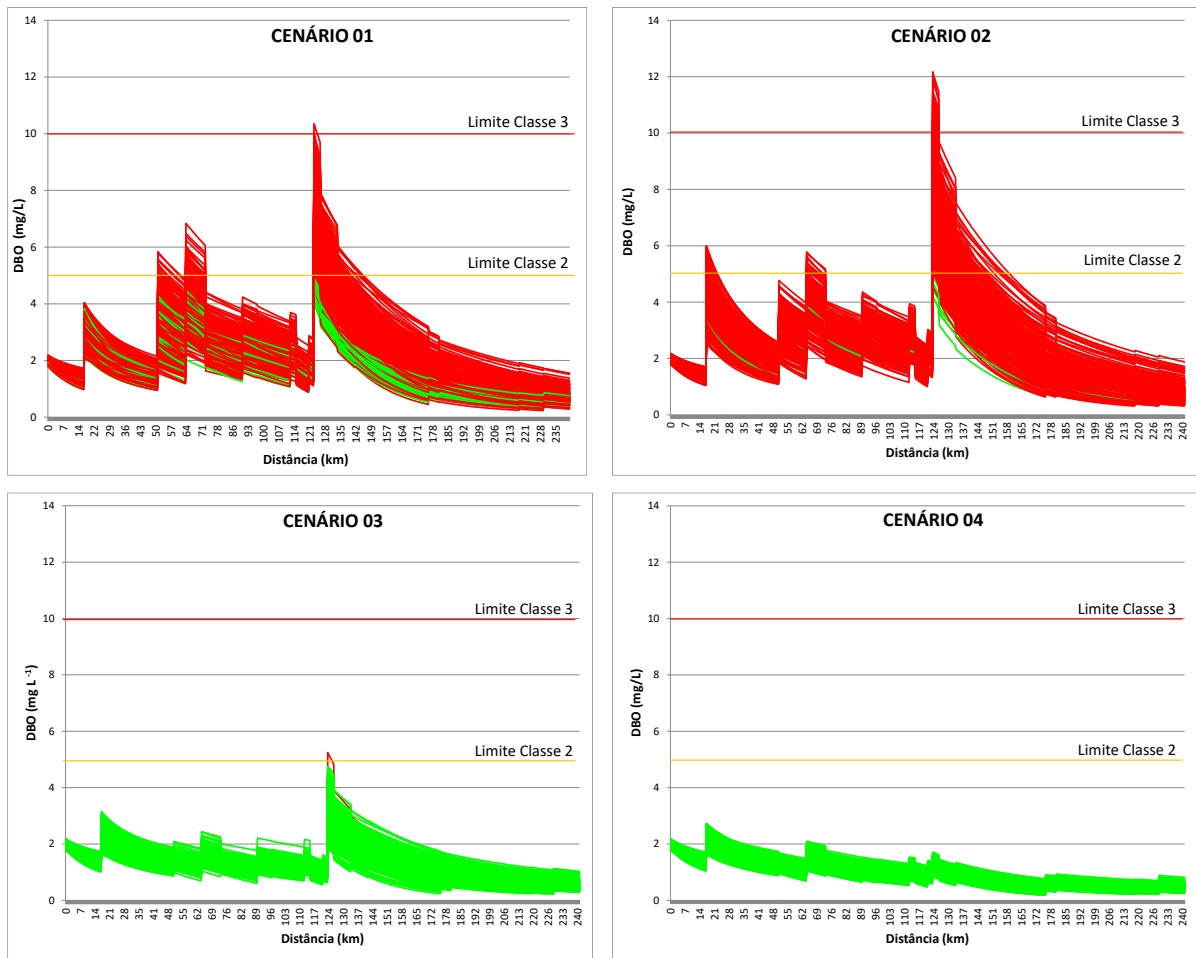 CENÁRIO 01
14
12
10
8
6
4
2
0
DBO (mg/L)
Limite Classe 3
Limite Classe 2
0 7 14 22 29 36 43 50 57 64 71 78 86 93 100 107 114 121 128 135 142 149 157 164 171 178 185 192 199 206 213 221 228 235
Distância (km)
CENÁRIO 02
14
12
10
8
6
4
2
0
DBO (mg/L)
Limite Classe 3
Limite Classe 2
0 7 14 21 28 35 41 48 55 62 69 76 82 89 96 103 110 117 124 130 137 144 151 158 165 172 178 185 192 199 206 213 220 226 233 240
Distância (km)
CENÁRIO 03
14
12
10
8
6
4
2
0
DBO (mg L -1)
Limite Classe 3
Limite Classe 2
0 7 14 21 28 35 41 48 55 62 69 76 82 89 96 103 110 117 124 130 137 144 151 158 165 172 178 185 192 199 206 213 220 226 233 240
Distância (km)
CENÁRIO 04
14
12
10
8
6
4
2
0
DBO (mg/L)
Limite Classe 3
Limite Classe 2
0 7 14 21 28 35 41 48 55 62 69 76 82 89 96 103 110 117 124 130 137 144 151 158 165 172 178 185 192 199 206 213 220 226 233 240
Distância (km)